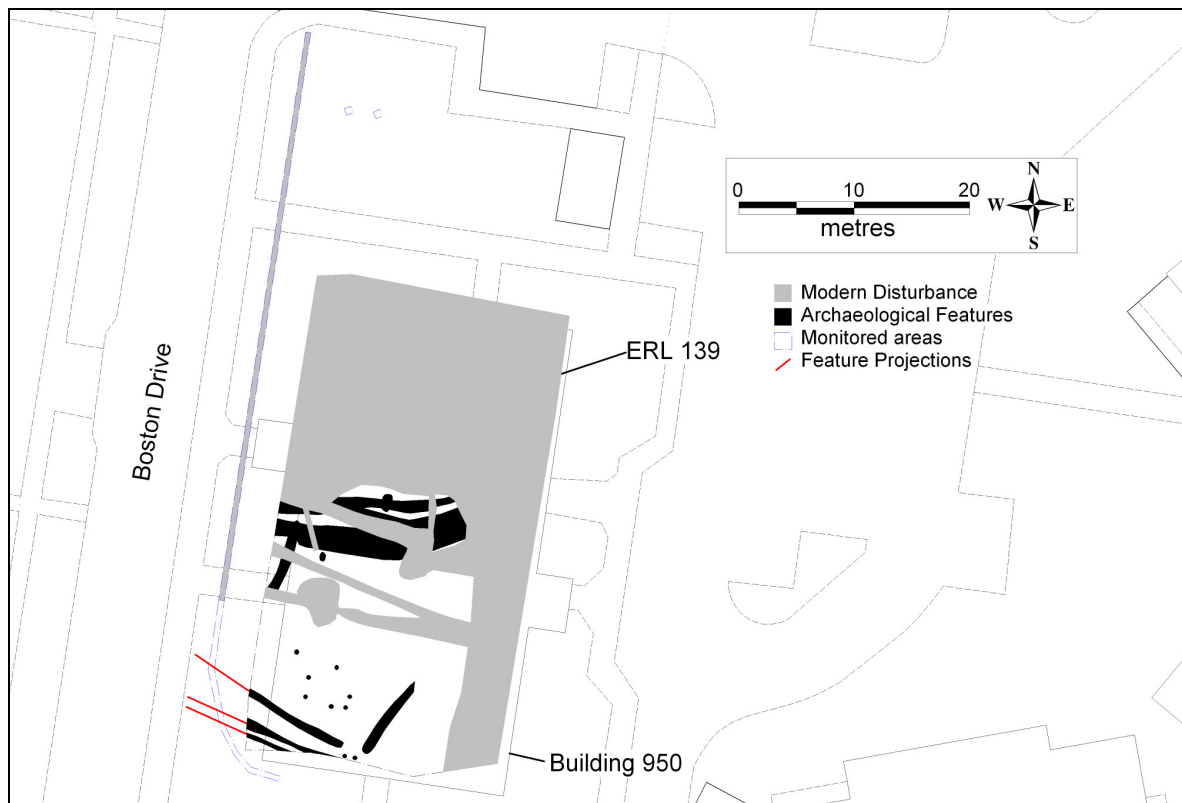 N
0 10 20
W E
metres
S
Modern Disturbance
Archaeological Features
Monitored areas
Feature Projections
ERL 139
Boston Drive
Building 950